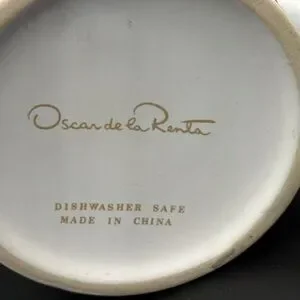 Oscar de la Renta
DISHWASHER SAFE
MADE IN CHINA